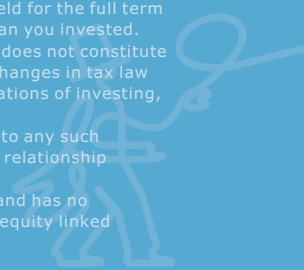 eld for the full term
an you invested.
does not constitute
hanges in tax law
ations of investing,
to any such
relationship
and has no
equity linked